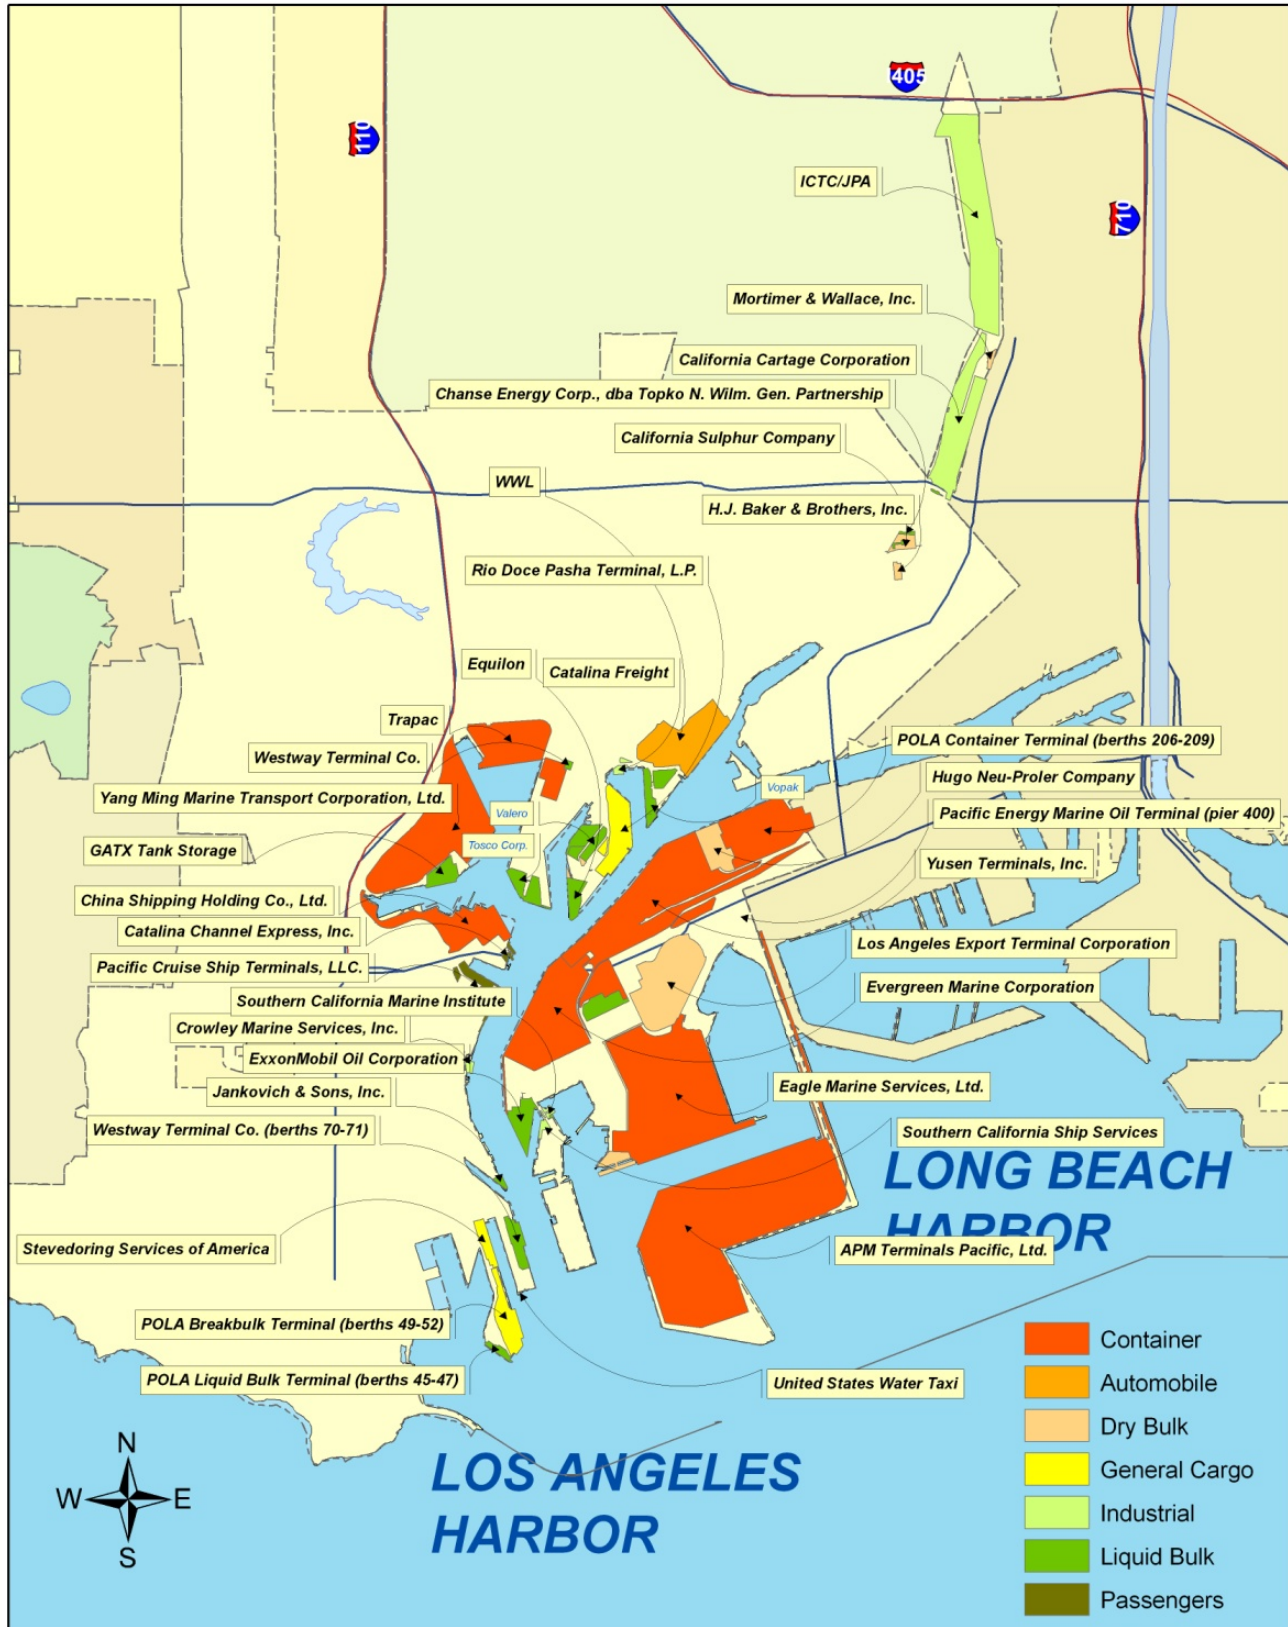 405
110
ICTC/JPA
710
Mortimer & Wallace, Inc.
California Cartage Corporation
Chanse Energy Corp., dba Topko N. Wilm. Gen. Partnership
California Sulphur Company
WWL
H.J. Baker & Brothers, Inc.
Rio Doce Pasha Terminal, L.P.
Equilon
Catalina Freight
Trapac
POLA Container Terminal (berths 206-209)
Westway Terminal Co.
Hugo Neu-Proler Company
Vopak
Yang Ming Marine Transport Corporation, Ltd.
Valero
Pacific Energy Marine Oil Terminal (pier 400)
Tosco Corp.
GATX Tank Storage
Yusen Terminals, Inc.
China Shipping Holding Co., Ltd.
Catalina Channel Express, Inc.
Los Angeles Export Terminal Corporation
Pacific Cruise Ship Terminals, LLC.
Evergreen Marine Corporation
Southern California Marine Institute
Crowley Marine Services, Inc.
ExxonMobil Oil Corporation
Eagle Marine Services, Ltd.
Jankovich & Sons, Inc.
Westway Terminal Co. (berths 70-71)
Southern California Ship Services
LONG BEACH
HARBOR
Stevedoring Services of America
APM Terminals Pacific, Ltd.
POLA Breakbulk Terminal (berths 49-52)
POLA Liquid Bulk Terminal (berths 45-47)
United States Water Taxi
Container
Automobile
Dry Bulk
General Cargo
Industrial
Liquid Bulk
Passengers
N
W
E
S
LOS ANGELES
HARBOR